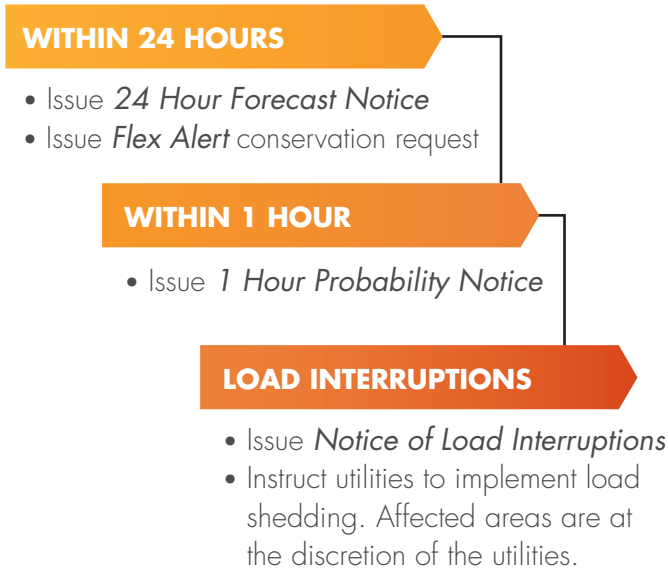 WITHIN 24 HOURS
• Issue 24 Hour Forecast Notice
• Issue Flex Alert conservation request
WITHIN 1 HOUR
• Issue 1 Hour Probability Notice
LOAD INTERRUPTIONS
• Issue Notice of Load Interruptions
• Instruct utilities to implement load
shedding. Affected areas are at
the discretion of the utilities.